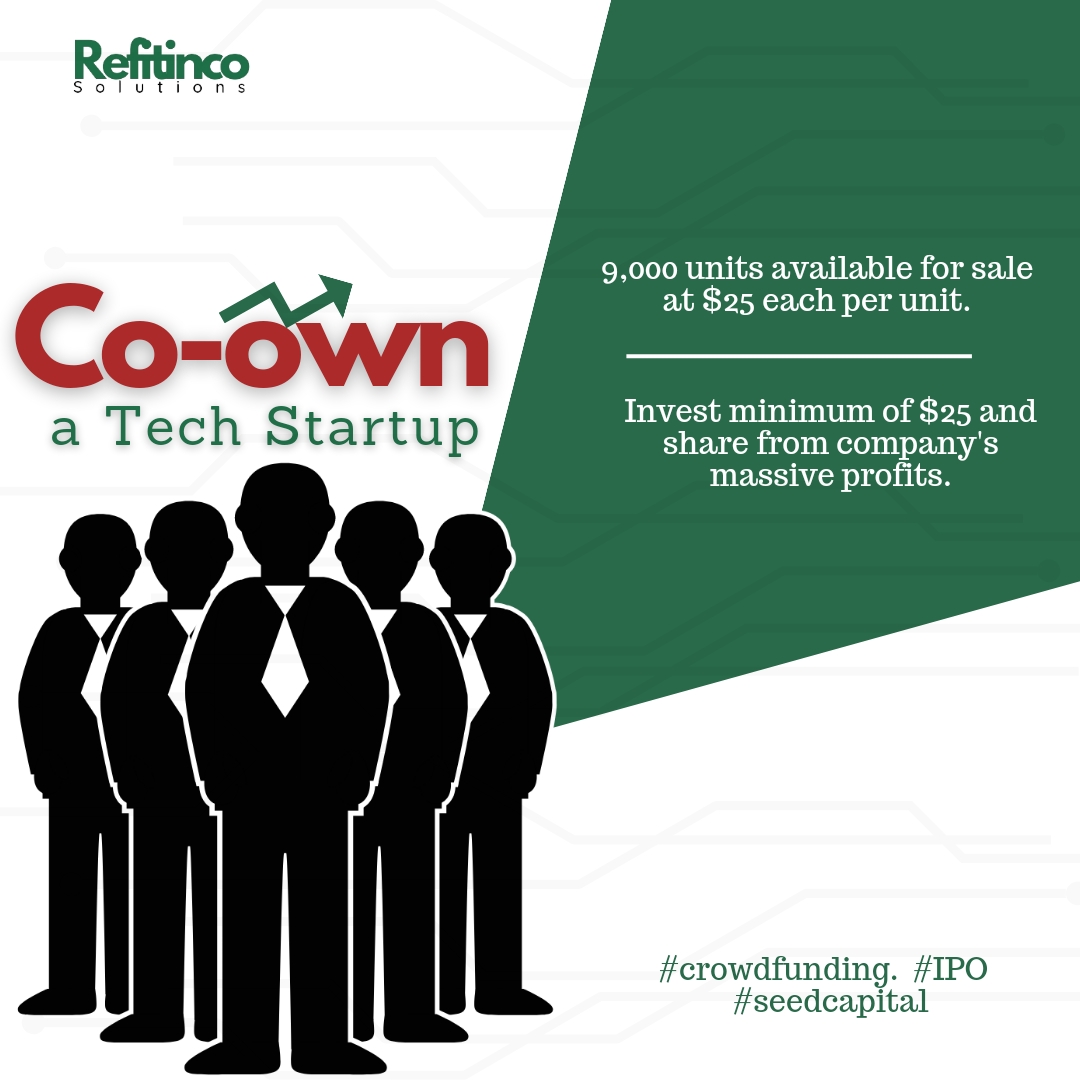 Refitinco
Solutions
Co-own
a Tech Startup
9,000 units available for sale
at $25 each per unit.
Invest minimum of $25 and
share from company's
massive profits.
#crowdfunding. #IPO
#seedcapital